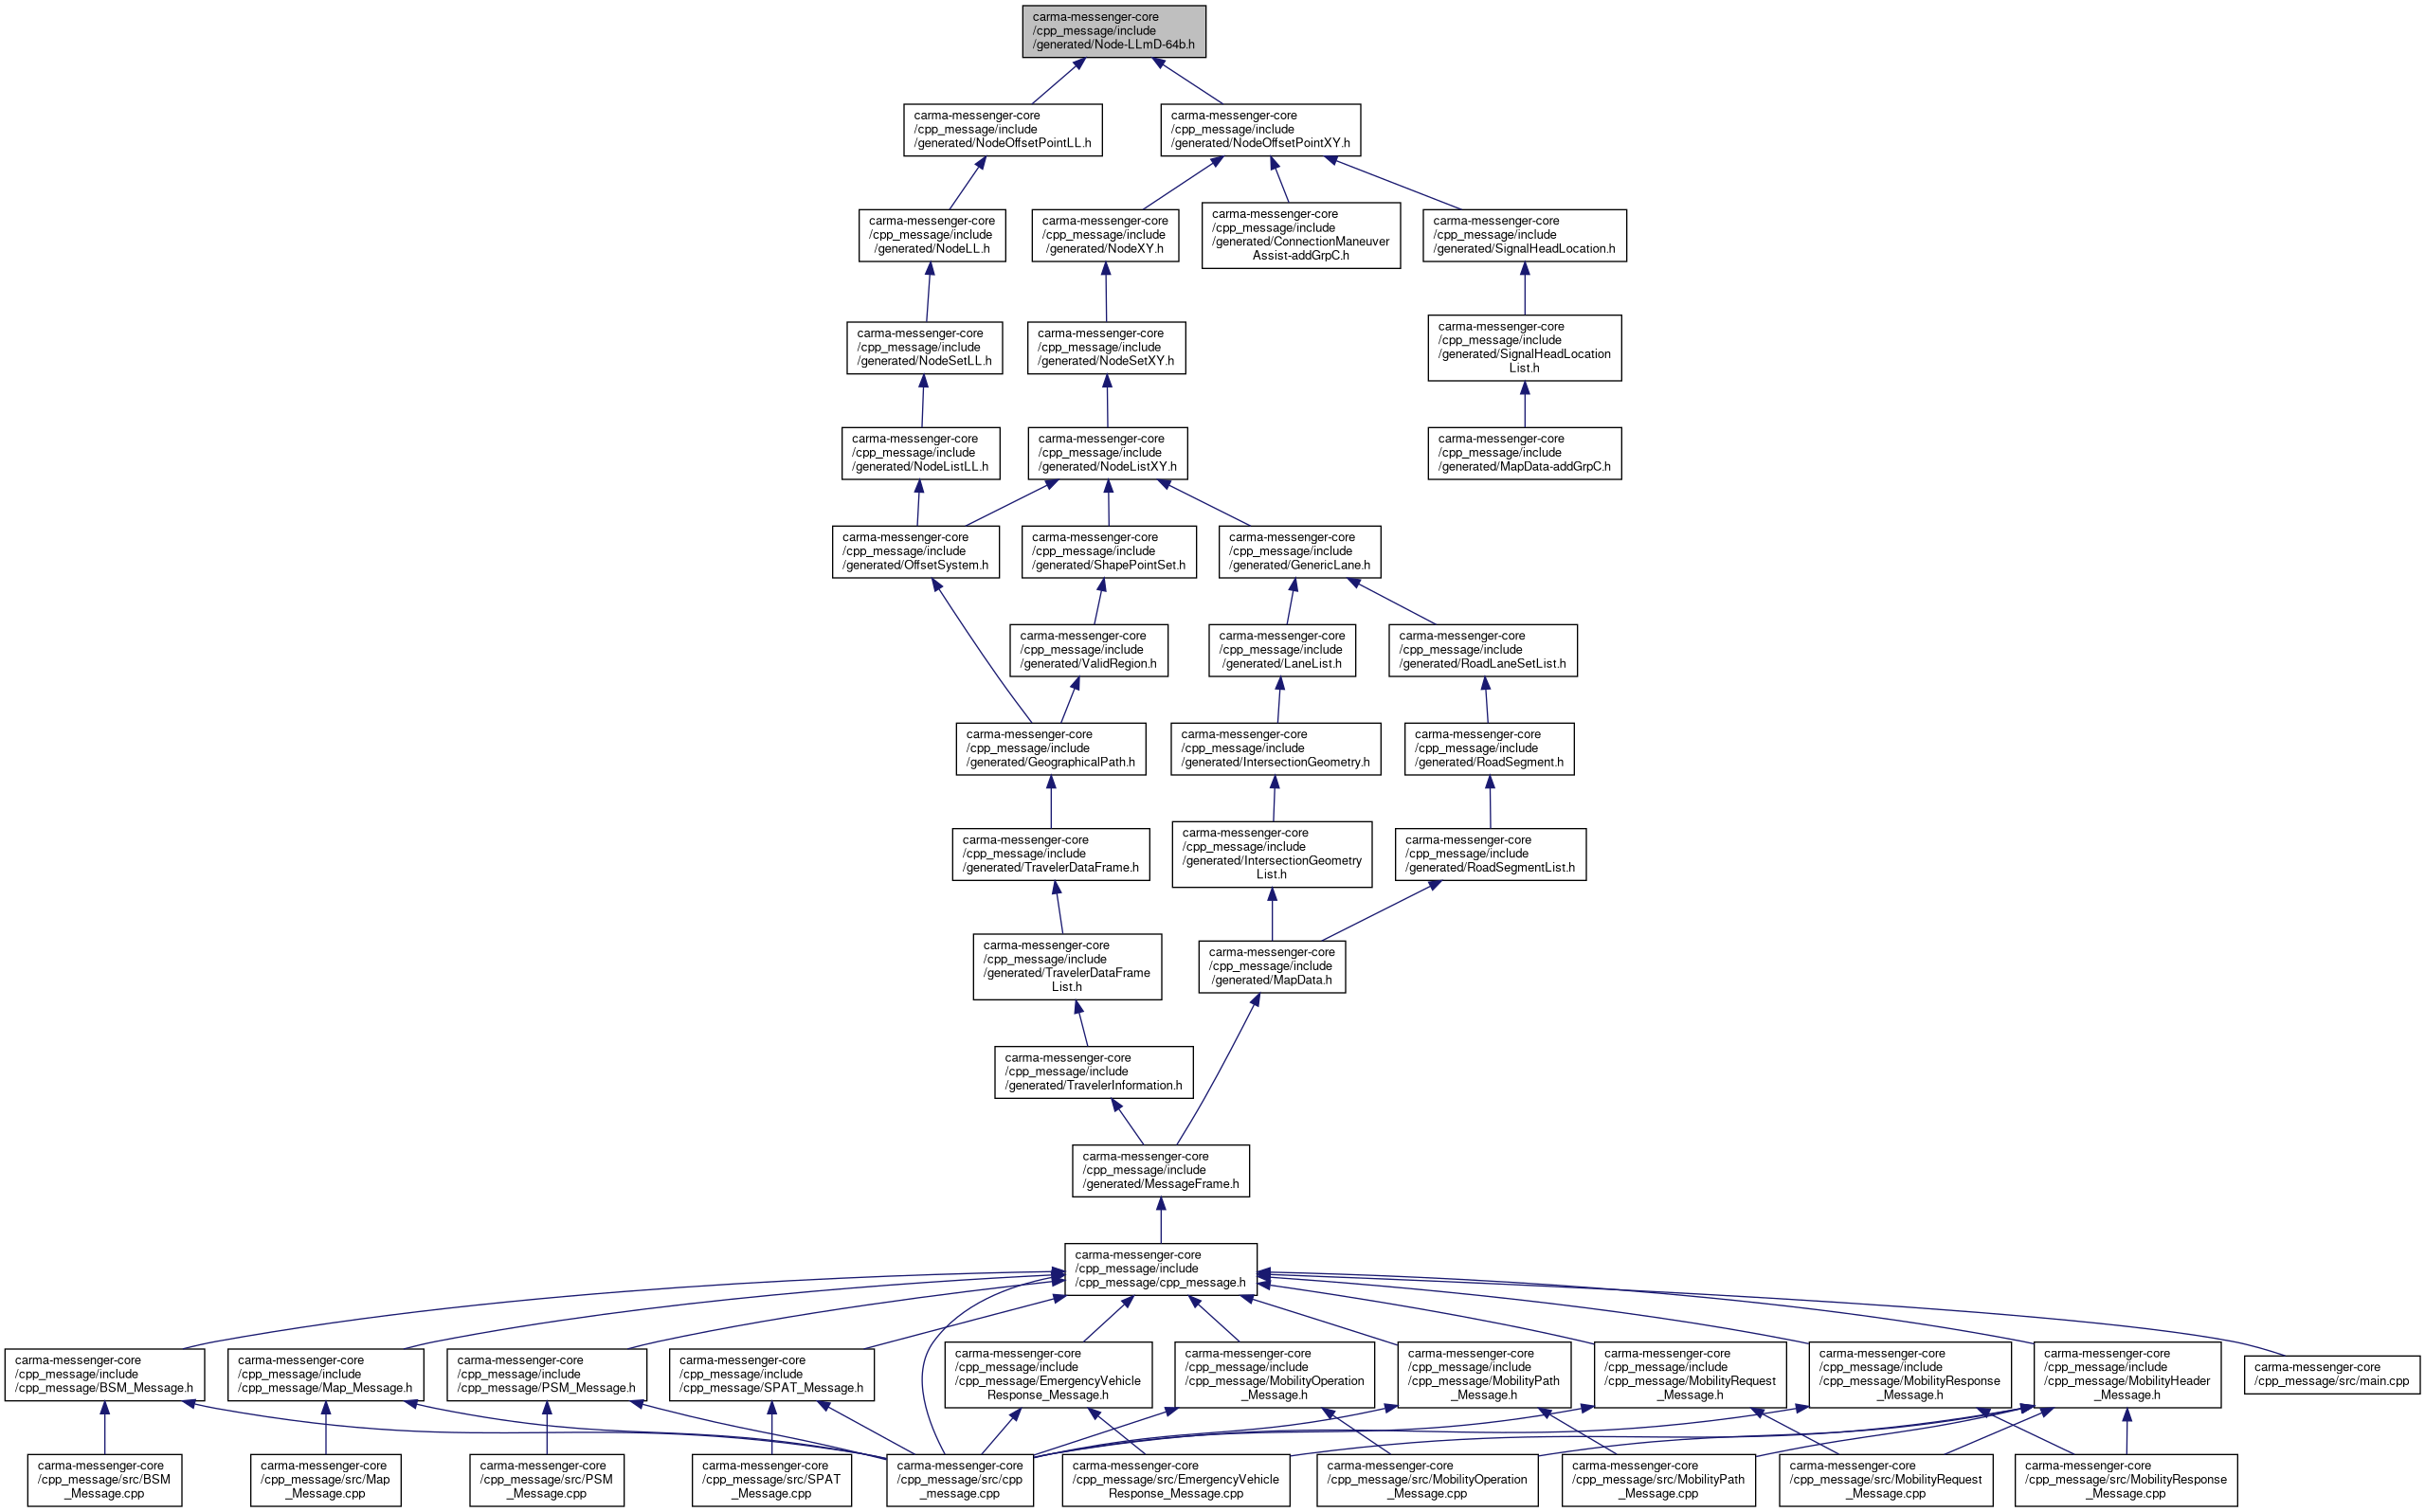 carma-messenger-core
/cpp_message/include
/generated/Node-LLmD-64b.h
carma-messenger-core
/cpp_message/include
/generated/NodeOffsetPointLL.h
carma-messenger-core
/cpp_message/include
/generated/NodeOffsetPointXY.h
carma-messenger-core
/cpp_message/include
/generated/NodeLL.h
carma-messenger-core
/cpp_message/include
/generated/NodeXY.h
carma-messenger-core
/cpp_message/include
/generated/ConnectionManeuver
Assist-addGrpC.h
carma-messenger-core
/cpp_message/include
/generated/SignalHeadLocation.h
carma-messenger-core
/cpp_message/include
/generated/NodeSetLL.h
carma-messenger-core
/cpp_message/include
/generated/NodeSetXY.h
carma-messenger-core
/cpp_message/include
/generated/SignalHeadLocation
List.h
carma-messenger-core
/cpp_message/include
/generated/NodeListLL.h
carma-messenger-core
/cpp_message/include
/generated/NodeListXY.h
carma-messenger-core
/cpp_message/include
/generated/MapData-addGrpC.h
carma-messenger-core
/cpp_message/include
/generated/OffsetSystem.h
carma-messenger-core
/cpp_message/include
/generated/ShapePointSet.h
carma-messenger-core
/cpp_message/include
/generated/GenericLane.h
carma-messenger-core
/cpp_message/include
/generated/ValidRegion.h
carma-messenger-core
/cpp_message/include
/generated/LaneList.h
carma-messenger-core
/cpp_message/include
/generated/RoadLaneSetList.h
carma-messenger-core
/cpp_message/include
/generated/GeographicalPath.h
carma-messenger-core
/cpp_message/include
/generated/IntersectionGeometry.h
carma-messenger-core
/cpp_message/include
/generated/RoadSegment.h
carma-messenger-core
/cpp_message/include
/generated/TravelerDataFrame.h
carma-messenger-core
/cpp_message/include
/generated/IntersectionGeometry
List.h
carma-messenger-core
/cpp_message/include
/generated/RoadSegmentList.h
carma-messenger-core
/cpp_message/include
/generated/TravelerDataFrame
List.h
carma-messenger-core
/cpp_message/include
/generated/MapData.h
carma-messenger-core
/cpp_message/include
/generated/TravelerInformation.h
carma-messenger-core
/cpp_message/include
/generated/MessageFrame.h
carma-messenger-core
/cpp_message/include
/cpp_message/cpp_message.h
carma-messenger-core
/cpp_message/include
/cpp_message/BSM_Message.h
carma-messenger-core
/cpp_message/include
/cpp_message/Map_Message.h
carma-messenger-core
/cpp_message/include
/cpp_message/PSM_Message.h
carma-messenger-core
/cpp_message/include
/cpp_message/SPAT_Message.h
carma-messenger-core
/cpp_message/include
/cpp_message/EmergencyVehicle
Response_Message.h
carma-messenger-core
/cpp_message/include
/cpp_message/MobilityOperation
_Message.h
carma-messenger-core
/cpp_message/include
/cpp_message/MobilityPath
_Message.h
carma-messenger-core
/cpp_message/include
/cpp_message/MobilityRequest
_Message.h
carma-messenger-core
/cpp_message/include
/cpp_message/MobilityResponse
_Message.h
carma-messenger-core
/cpp_message/include
/cpp_message/MobilityHeader
_Message.h
carma-messenger-core
/cpp_message/src/main.cpp
carma-messenger-core
/cpp_message/src/BSM
_Message.cpp
carma-messenger-core
/cpp_message/src/Map
_Message.cpp
carma-messenger-core
/cpp_message/src/PSM
_Message.cpp
carma-messenger-core
/cpp_message/src/SPAT
_Message.cpp
carma-messenger-core
/cpp_message/src/cpp
_message.cpp
carma-messenger-core
/cpp_message/src/EmergencyVehicle
Response_Message.cpp
carma-messenger-core
/cpp_message/src/MobilityOperation
_Message.cpp
carma-messenger-core
/cpp_message/src/MobilityPath
_Message.cpp
carma-messenger-core
/cpp_message/src/MobilityRequest
_Message.cpp
carma-messenger-core
/cpp_message/src/MobilityResponse
_Message.cpp